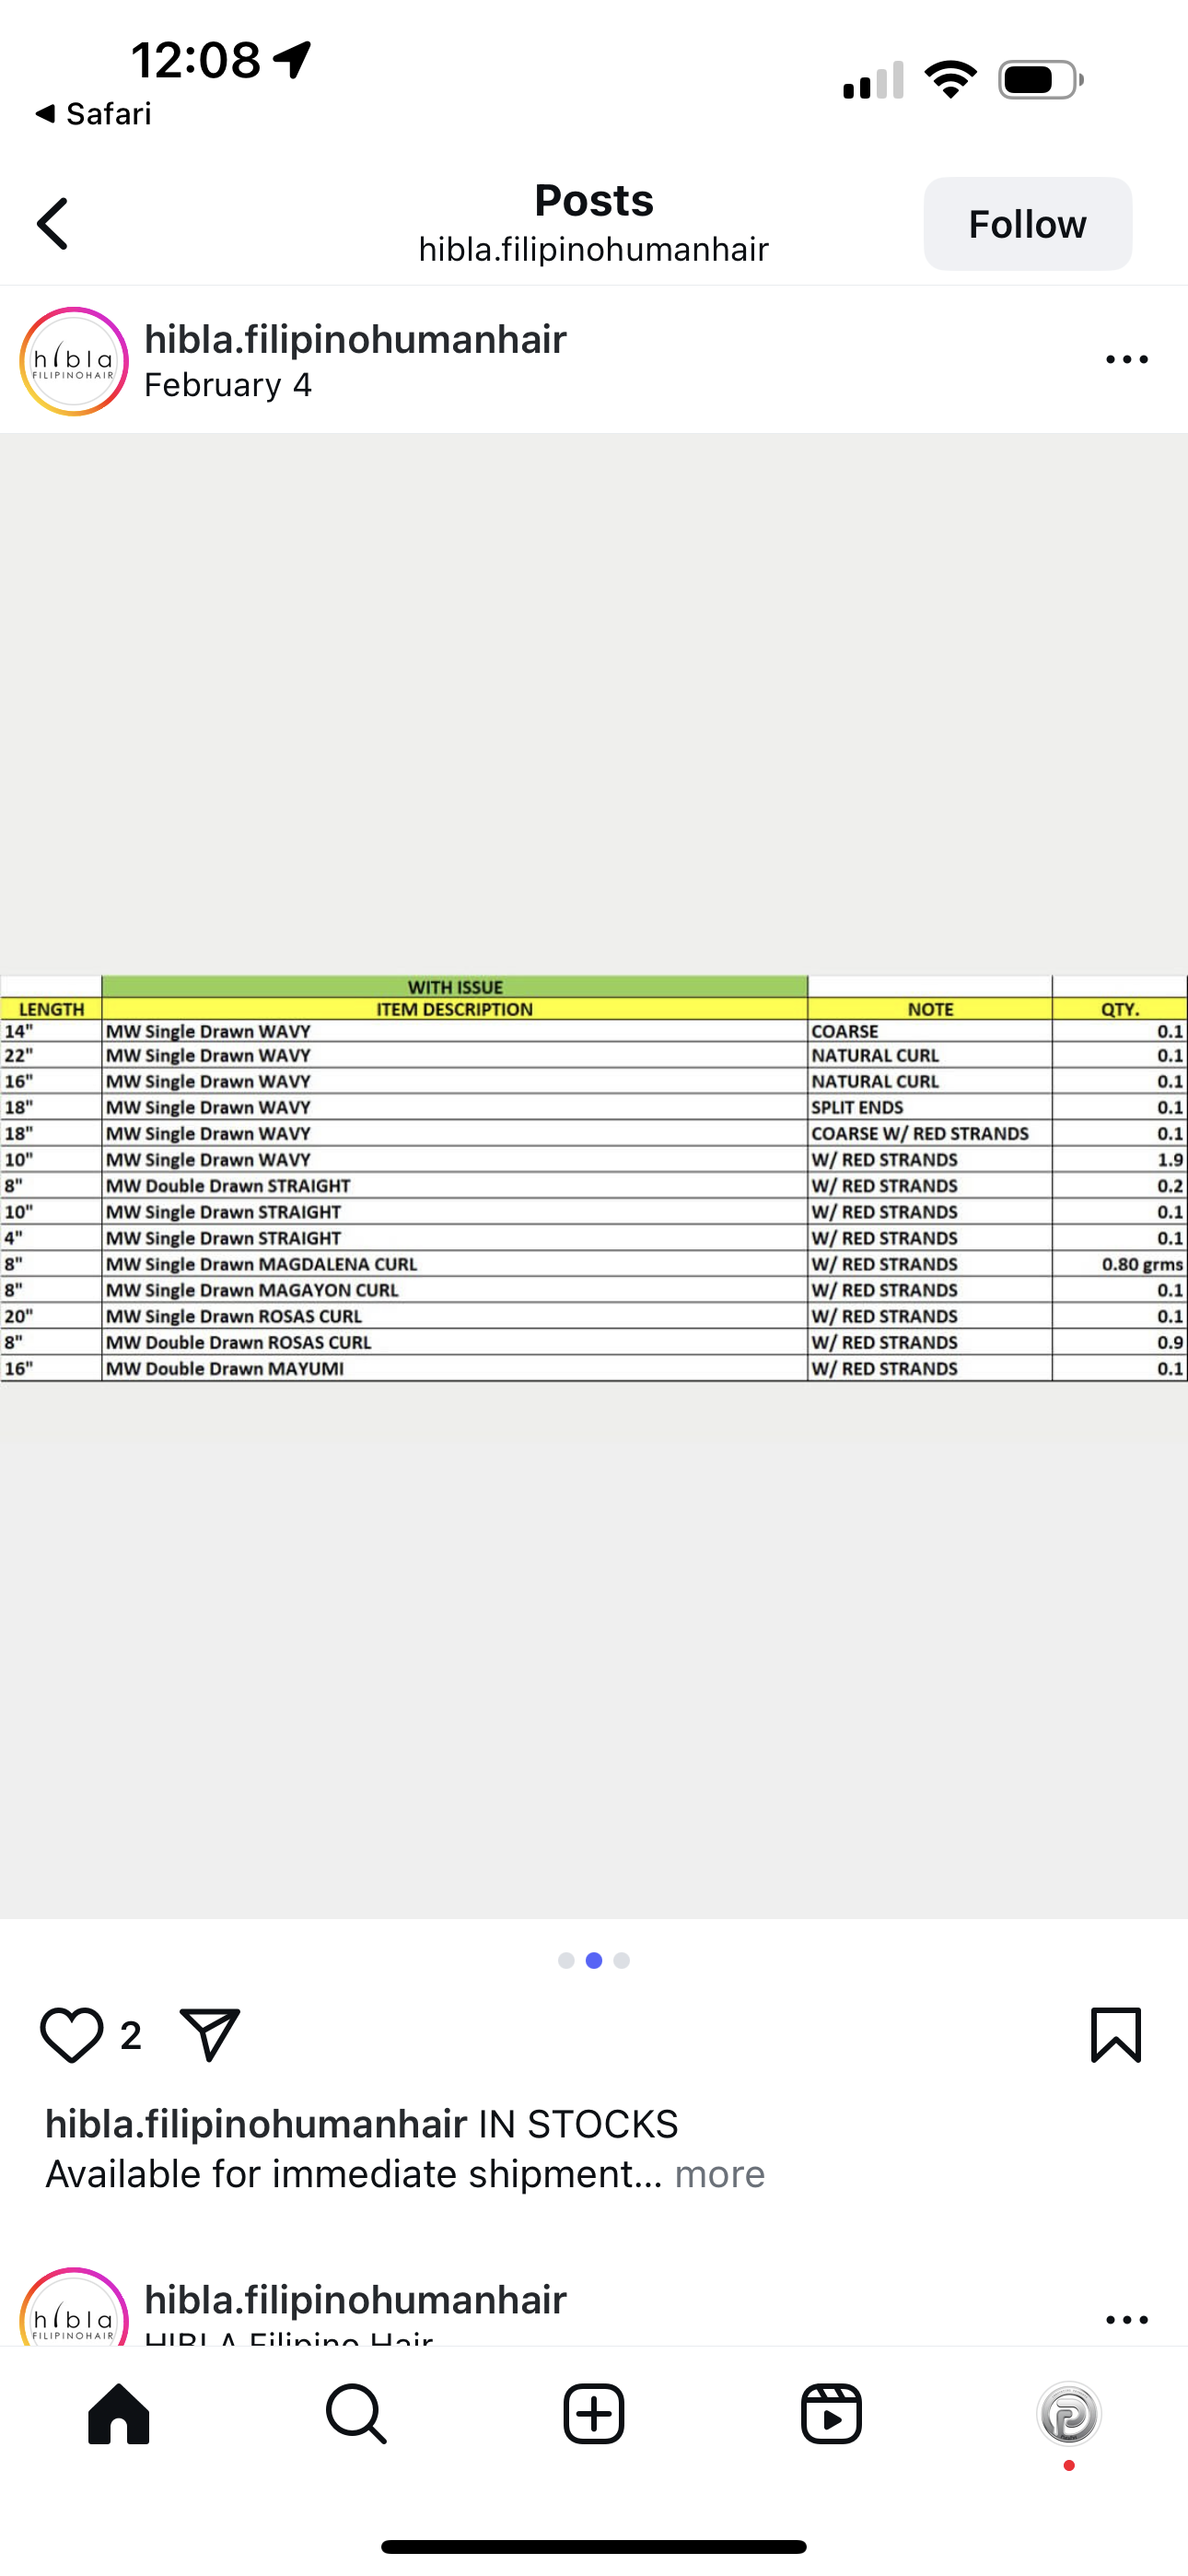 12:08
Safari
Posts
hibla.filipinohumanhair
Follow
hibla
FILIPINOHAIR
hibla.filipinohumanhair
February 4
WITH ISSUE
LENGTH ITEM DESCRIPTION NOTE QTY.
14" MW Single Drawn WAVY COARSE 0.1
22" MW Single Drawn WAVY NATURAL CURL 0.1
16" MW Single Drawn WAVY NATURAL CURL 0.1
18" MW Single Drawn WAVY SPLIT ENDS 0.1
18" MW Single Drawn WAVY COARSE W/ RED STRANDS 0.1
10" MW Single Drawn WAVY W/ RED STRANDS 1.9
8" MW Double Drawn STRAIGHT W/ RED STRANDS 0.2
10" MW Single Drawn STRAIGHT W/ RED STRANDS 0.1
4" MW Single Drawn STRAIGHT W/ RED STRANDS 0.1
8" MW Single Drawn MAGDALENA CURL W/ RED STRANDS 0.80 grms
8" MW Single Drawn MAGAYON CURL W/ RED STRANDS 0.1
20" MW Single Drawn ROSAS CURL W/ RED STRANDS 0.1
8" MW Double Drawn ROSAS CURL W/ RED STRANDS 0.9
16" MW Double Drawn MAYUMI W/ RED STRANDS 0.1
2
hibla.filipinohumanhair IN STOCKS
Available for immediate shipment... more
hibla
FILIPINOHAIR
hibla.filipinohumanhair
HIBLA Filipino Hair